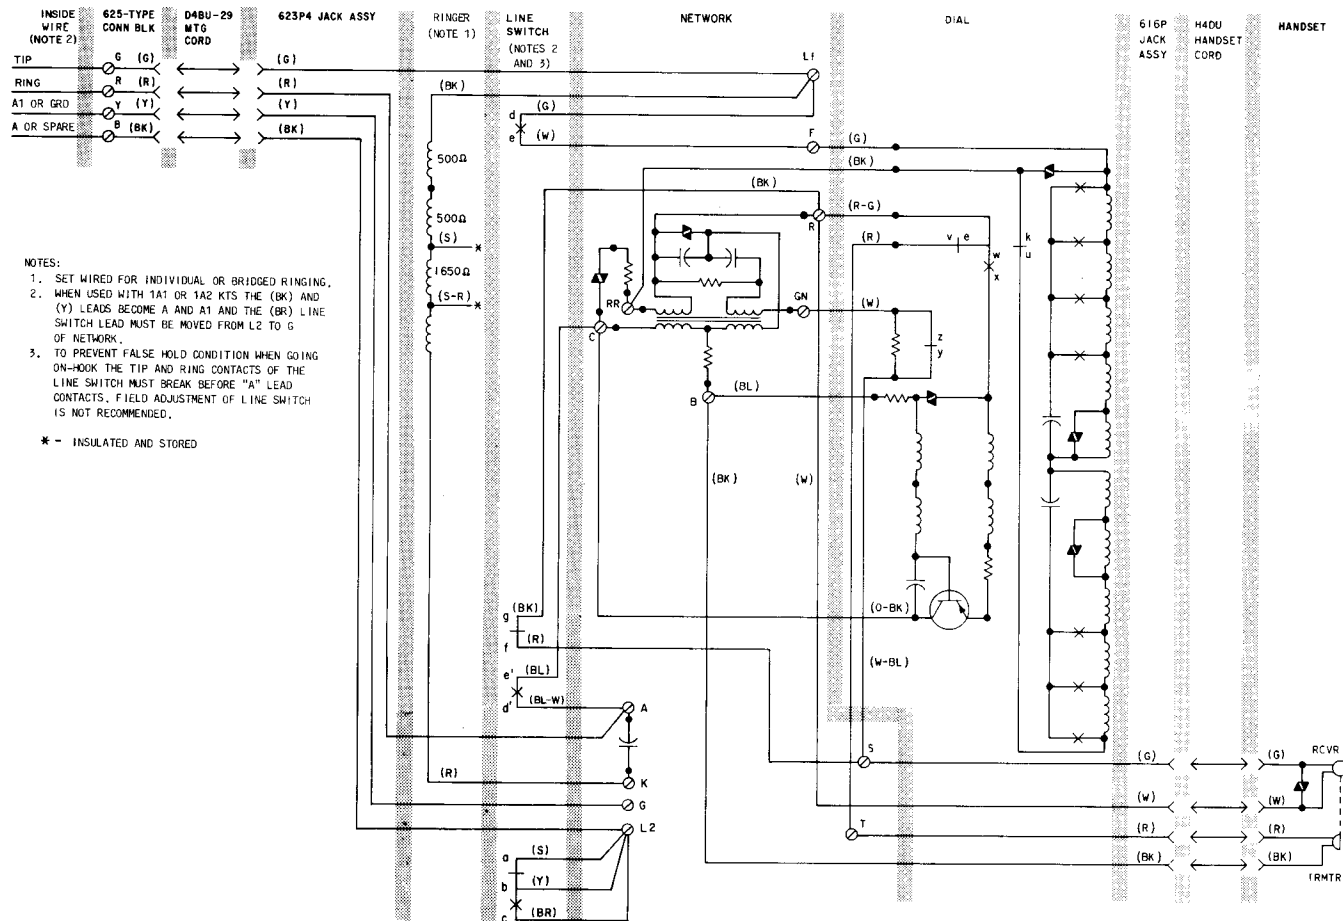 INSIDE WIRE (NOTE 2)
625-TYPE CONN BLK
D4BU-29 MTG CORD
623P4 JACK ASSY
RINGER (NOTE 1)
LINE SWITCH (NOTES 2 AND 3)
NETWORK
DIAL
616P JACK ASSY
H4DU HANDSET CORD
HANDSET
TIP G (G) (G)
RING R (R) (R)
A1 OR GRD Y (Y) (Y)
A OR SPARE B (BK) (BK)
(BK)
L1
d (G)
e (W)
F (G)
(BK)
500Ω
(BK)
500Ω
R (R-G)
(S) *
(R) v e
k
u
w
x
1650Ω
(S-R) *
RR
GN (W)
C
z
y
B (BL)
(BK)
(W)
NOTES:
1. SET WIRED FOR INDIVIDUAL OR BRIDGED RINGING.
2. WHEN USED WITH 1A1 OR 1A2 KTS THE (BK) AND
(Y) LEADS BECOME A AND A1 AND THE (BR) LINE
SWITCH LEAD MUST BE MOVED FROM L2 TO G
OF NETWORK.
3. TO PREVENT FALSE HOLD CONDITION WHEN GOING
ON-HOOK THE TIP AND RING CONTACTS OF THE
LINE SWITCH MUST BREAK BEFORE "A" LEAD
CONTACTS. FIELD ADJUSTMENT OF LINE SWITCH
IS NOT RECOMMENDED.
* - INSULATED AND STORED
(O-BK)
g (BK)
f (R)
(W-BL)
e' (BL)
d' (BL-W)
A
(R)
K
G
L2
S (G) (G) RCVR
(W) (W)
T (R) (R)
(BK) (BK) TRMTR
a (S)
b (Y)
c (BR)